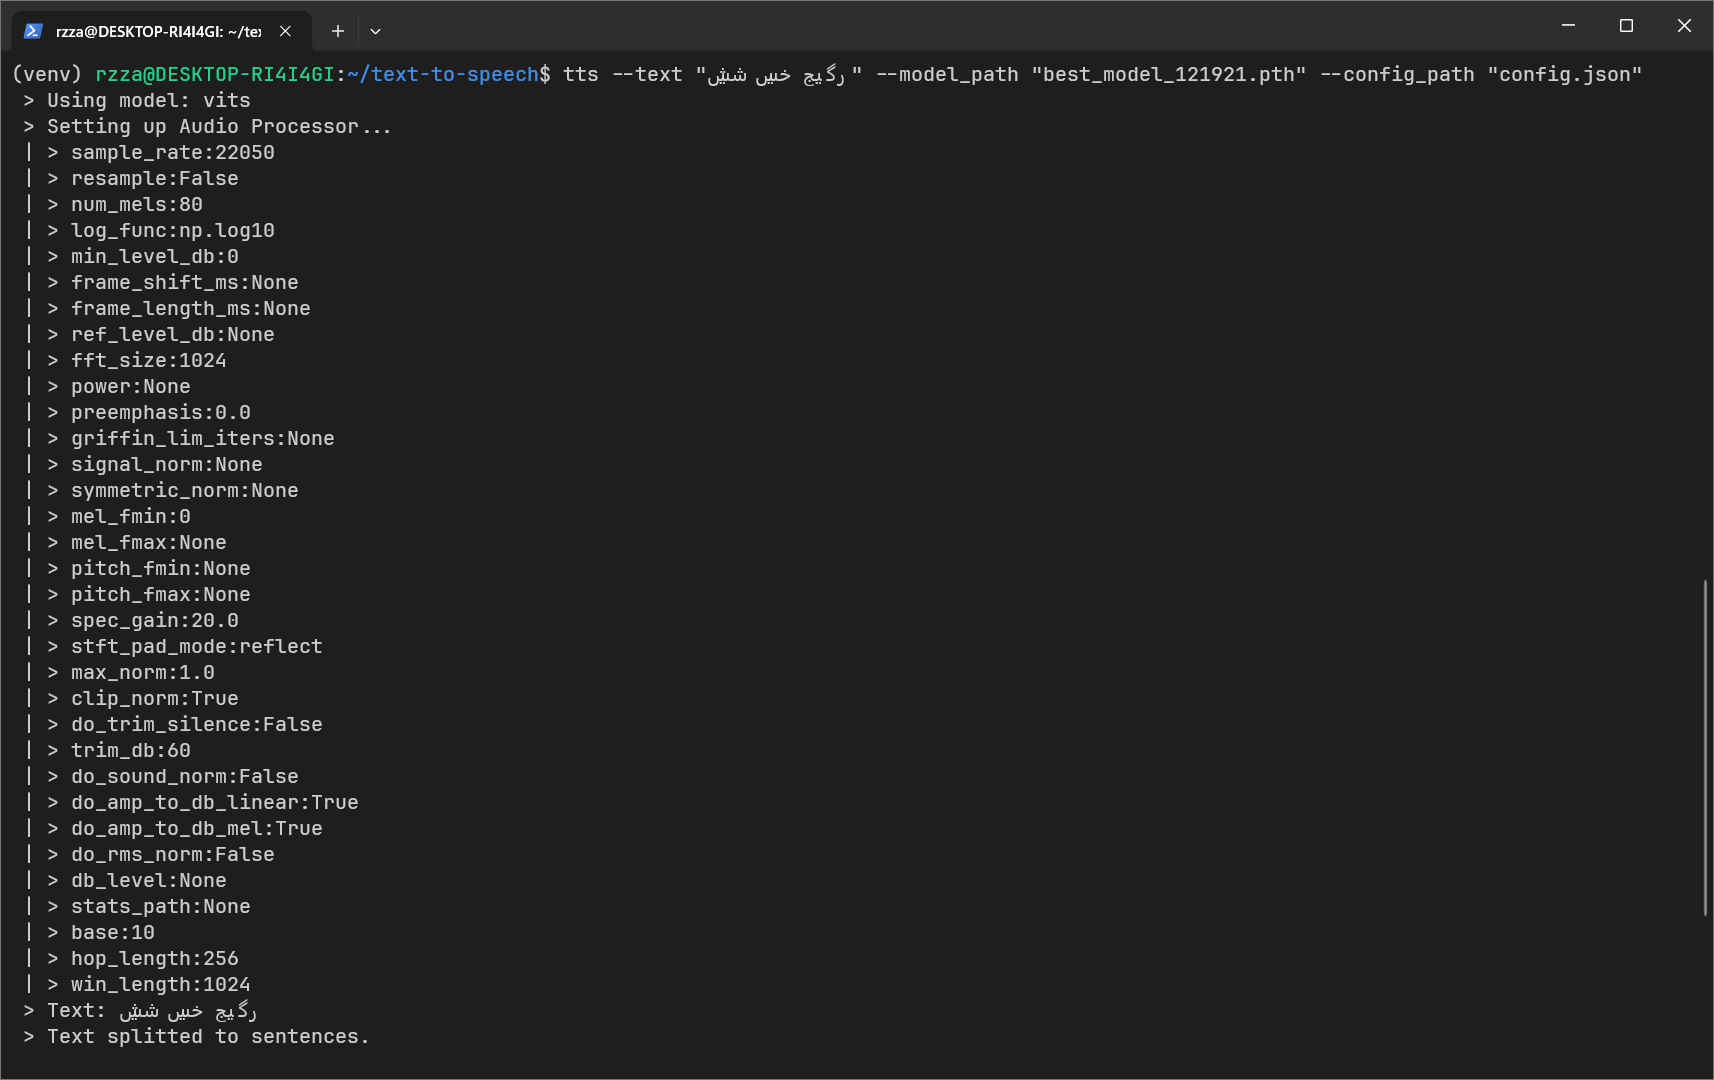 rzza@DESKTOP-RI4I4GI: ~/tex
(venv) rzza@DESKTOP-RI4I4GI:~/text-to-speech$ tts --text "رگیج" --model_path "best_model_121921.pth" --config_path "config.json"
> Using model: vits
> Setting up Audio Processor...
| > sample_rate:22050
| > resample:False
| > num_mels:80
| > log_func:np.log10
| > min_level_db:0
| > frame_shift_ms:None
| > frame_length_ms:None
| > ref_level_db:None
| > fft_size:1024
| > power:None
| > preemphasis:0.0
| > griffin_lim_iters:None
| > signal_norm:None
| > symmetric_norm:None
| > mel_fmin:0
| > mel_fmax:None
| > pitch_fmin:None
| > pitch_fmax:None
| > spec_gain:20.0
| > stft_pad_mode:reflect
| > max_norm:1.0
| > clip_norm:True
| > do_trim_silence:False
| > trim_db:60
| > do_sound_norm:False
| > do_amp_to_db_linear:True
| > do_amp_to_db_mel:True
| > do_rms_norm:False
| > db_level:None
| > stats_path:None
| > base:10
| > hop_length:256
| > win_length:1024
> Text: رگیج
> Text splitted to sentences.